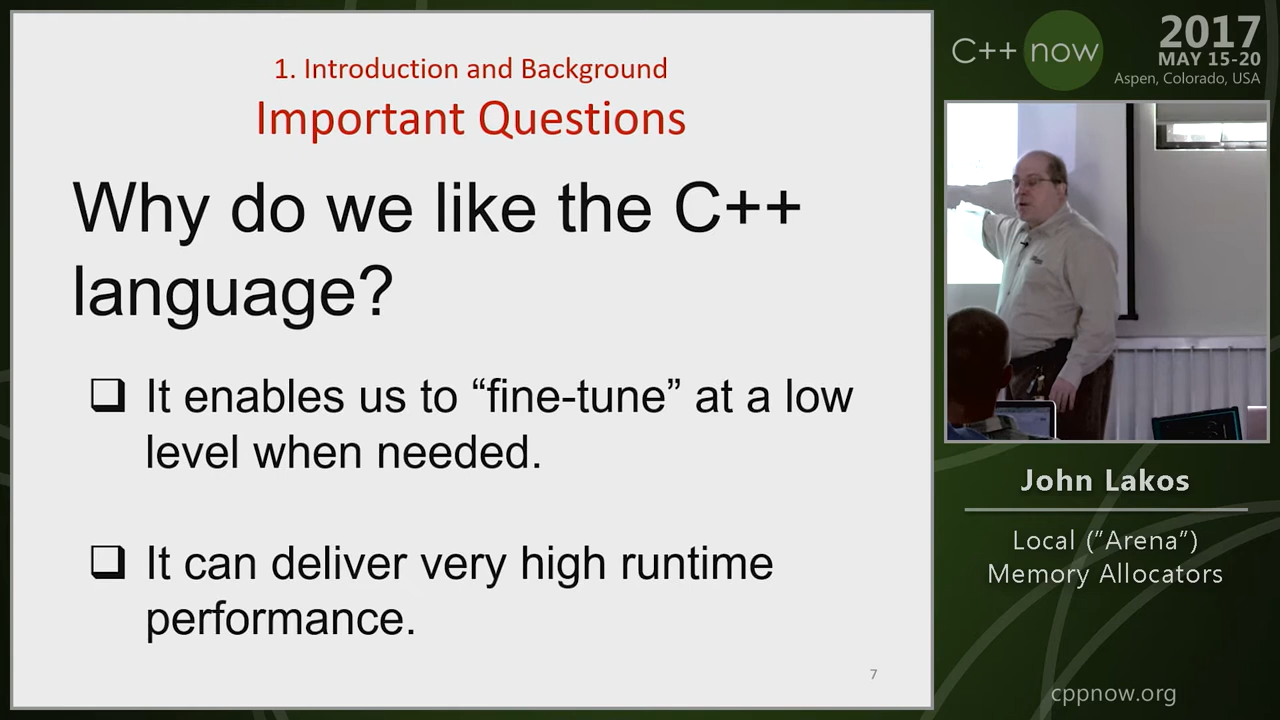 1. Introduction and Background
Important Questions
Why do we like the C++
language?
❑ It enables us to “fine-tune” at a low
level when needed.
❑ It can deliver very high runtime
performance.
7
C++ now
2017
MAY 15-20
Aspen, Colorado, USA
John Lakos
Local (”Arena”)
Memory Allocators
cppnow.org